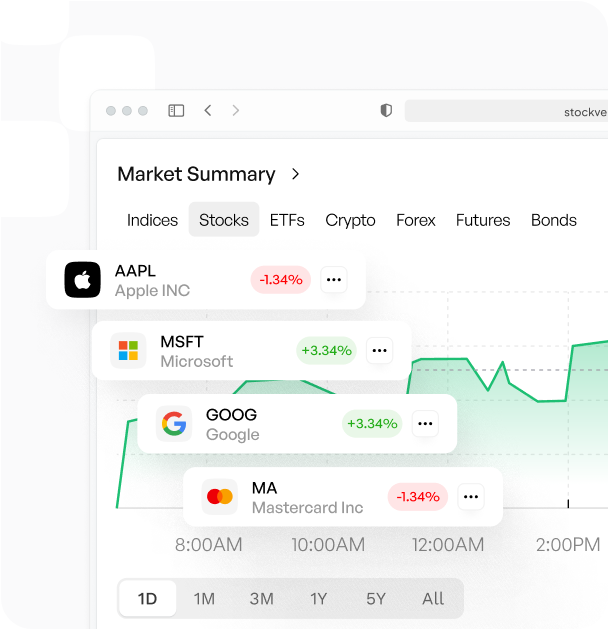 stockve
Market Summary
Indices Stocks ETFs Crypto Forex Futures Bonds
AAPL
Apple INC
-1.34%
MSFT
Microsoft
+3.34%
GOOG
Google
+3.34%
MA
Mastercard Inc
-1.34%
8:00AM 10:00AM 12:00AM 2:00PM
1D 1M 3M 1Y 5Y All